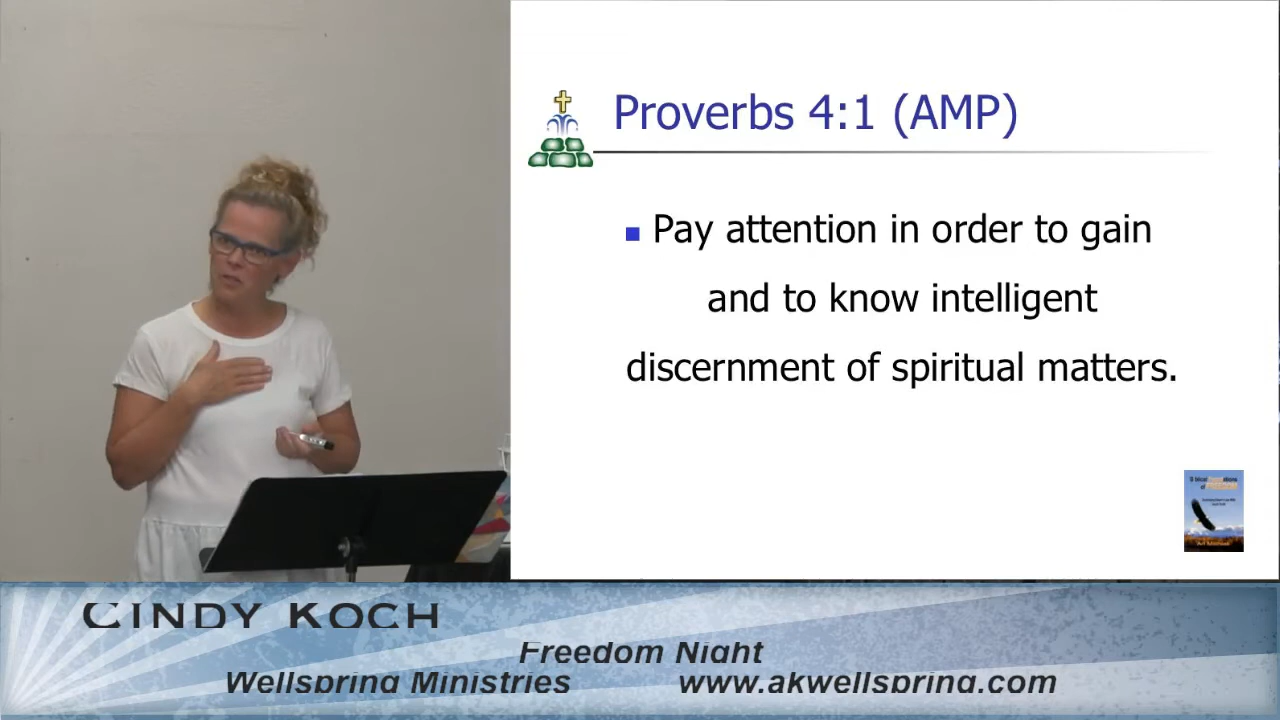 Proverbs 4:1 (AMP)
Pay attention in order to gain
and to know intelligent
discernment of spiritual matters.
CINDY KOCH
Freedom Night
Wellspring Ministries www.akwellspring.com